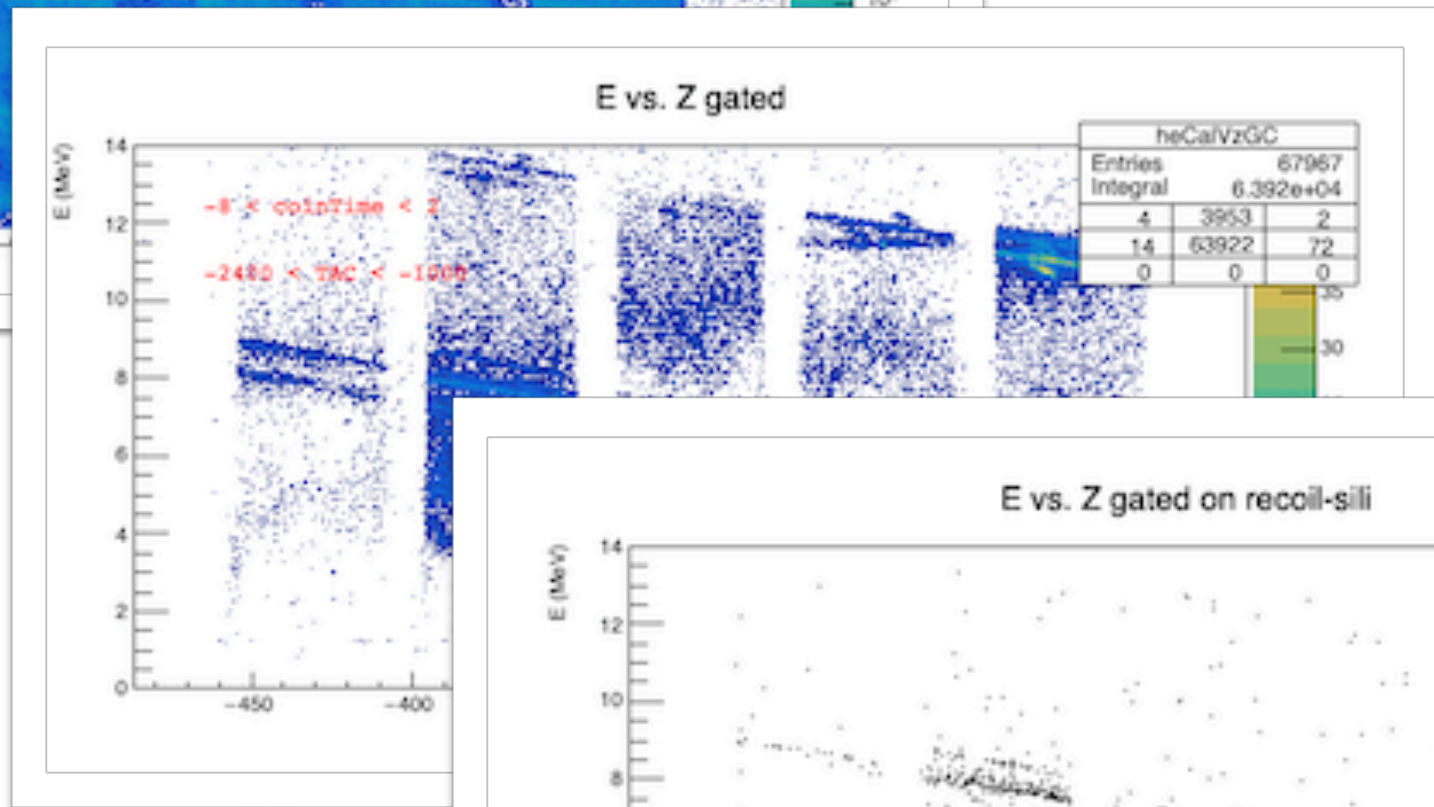 E vs. Z gated
heCalVzGC
Entries 67967
Integral 6.392e+04
4 3953 2
14 63922 72
0 0 0
E (MeV)
14
12
10
8
6
4
2
0
-8 < coinTime < 2
-2480 < TAC < -1000
-450
-400
35
30
E vs. Z gated on recoil-sili
E (MeV)
14
12
10
8